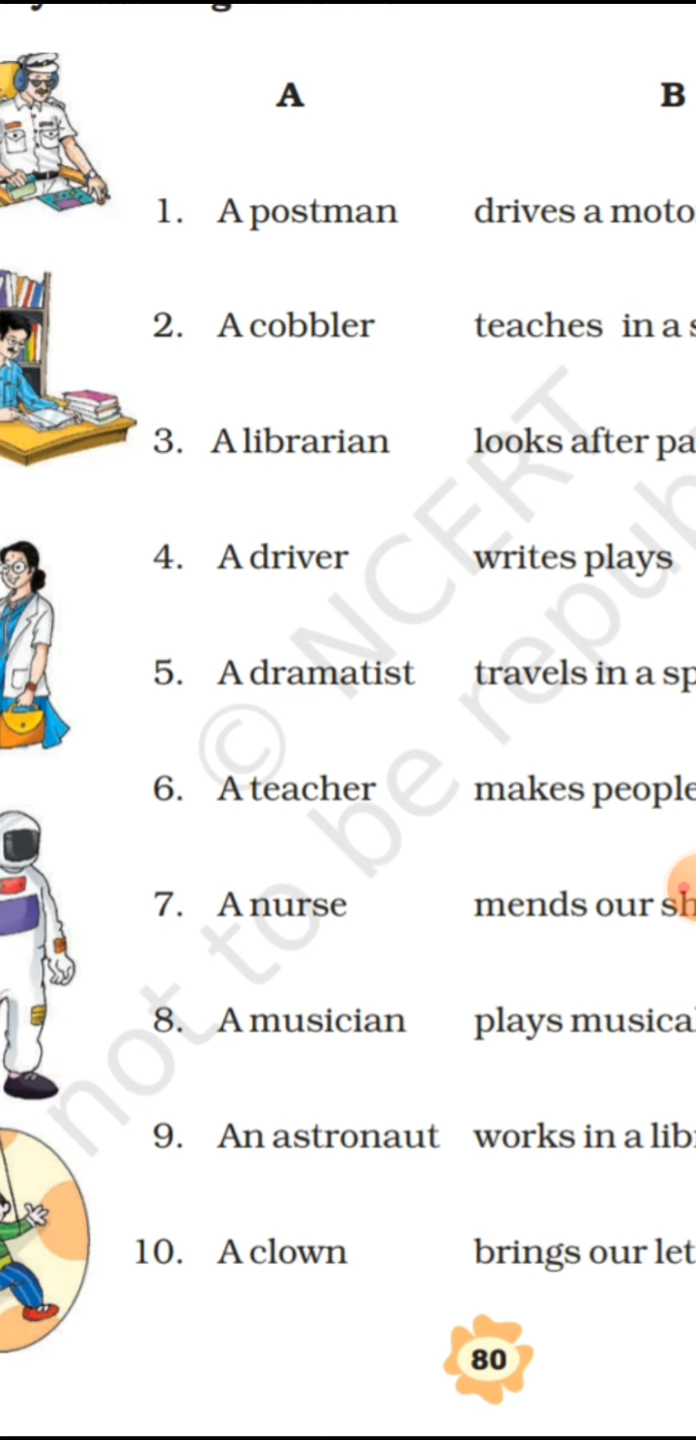 A B
1. A postman drives a moto
2. A cobbler teaches in a s
3. A librarian looks after pa
4. A driver writes plays
5. A dramatist travels in a sp
6. A teacher makes people
7. A nurse mends our sh
8. A musician plays musical
9. An astronaut works in a lib
10. A clown brings our let
© NCERT
not to be repub
80